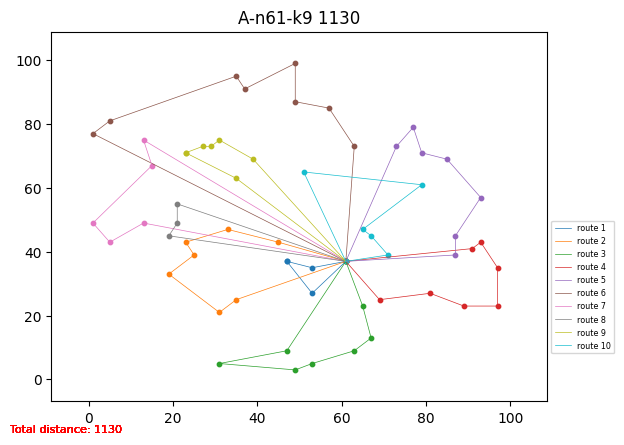 A-n61-k9 1130
100
80
60
40
20
0
0 20 40 60 80 100
route 1
route 2
route 3
route 4
route 5
route 6
route 7
route 8
route 9
route 10
Total distance: 1130